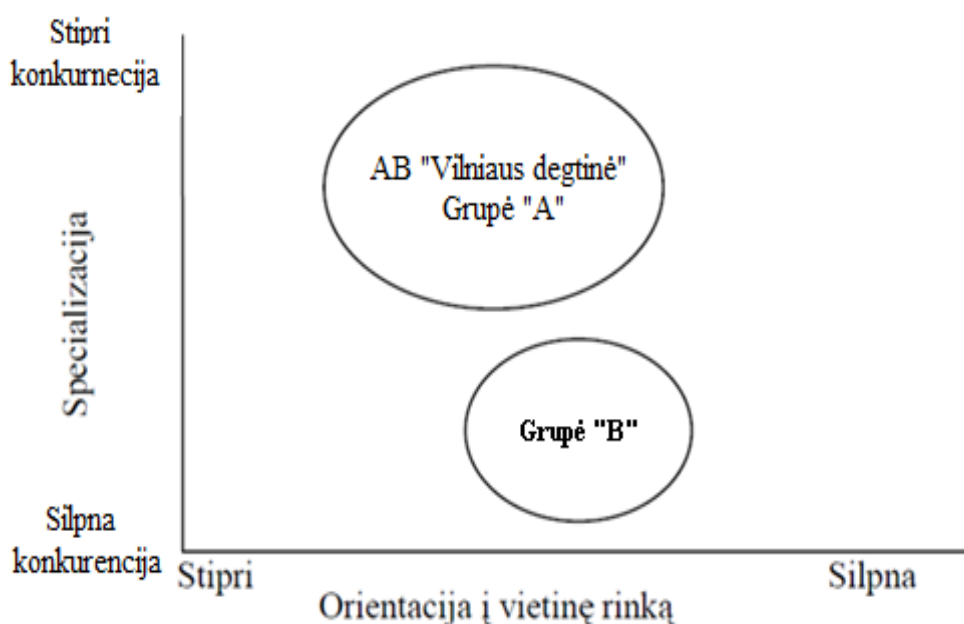 Stipri
konkurnecija
AB "Vilniaus degtinė"
Grupė "A"
Specializacija
Grupė "B"
Silpna
konkurencija
Stipri
Silpna
Orientacija į vietinę rinką